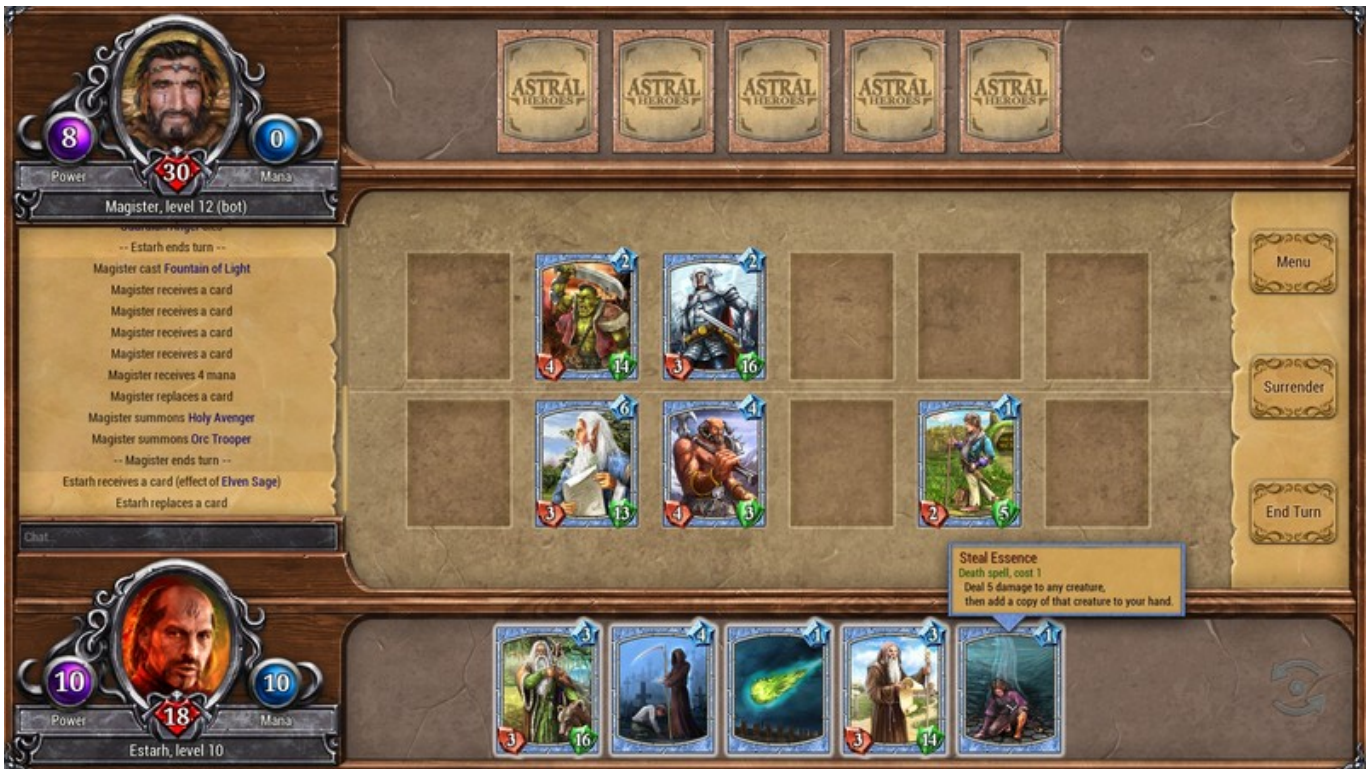 ASTRAL
HEROES
ASTRAL
HEROES
ASTRAL
HEROES
ASTRAL
HEROES
ASTRAL
HEROES
8
0
Power
30
Mana
Magister, level 12 (bot)
-- Estarh ends turn --
Magister cast Fountain of Light
Magister receives a card
Magister receives a card
Magister receives a card
Magister receives a card
Magister receives 4 mana
Magister replaces a card
Magister summons Holy Avenger
Magister summons Orc Trooper
-- Magister ends turn --
Estarh receives a card (effect of Elven Sage)
Estarh replaces a card
Chat...
2
4
14
2
3
16
6
3
13
4
4
3
1
2
5
Menu
Surrender
End Turn
Steal Essence
Death spell, cost 1
Deal 5 damage to any creature,
then add a copy of that creature to your hand.
10
10
Power
18
Mana
Estarh, level 10
3
3
16
4
1
3
3
14
1